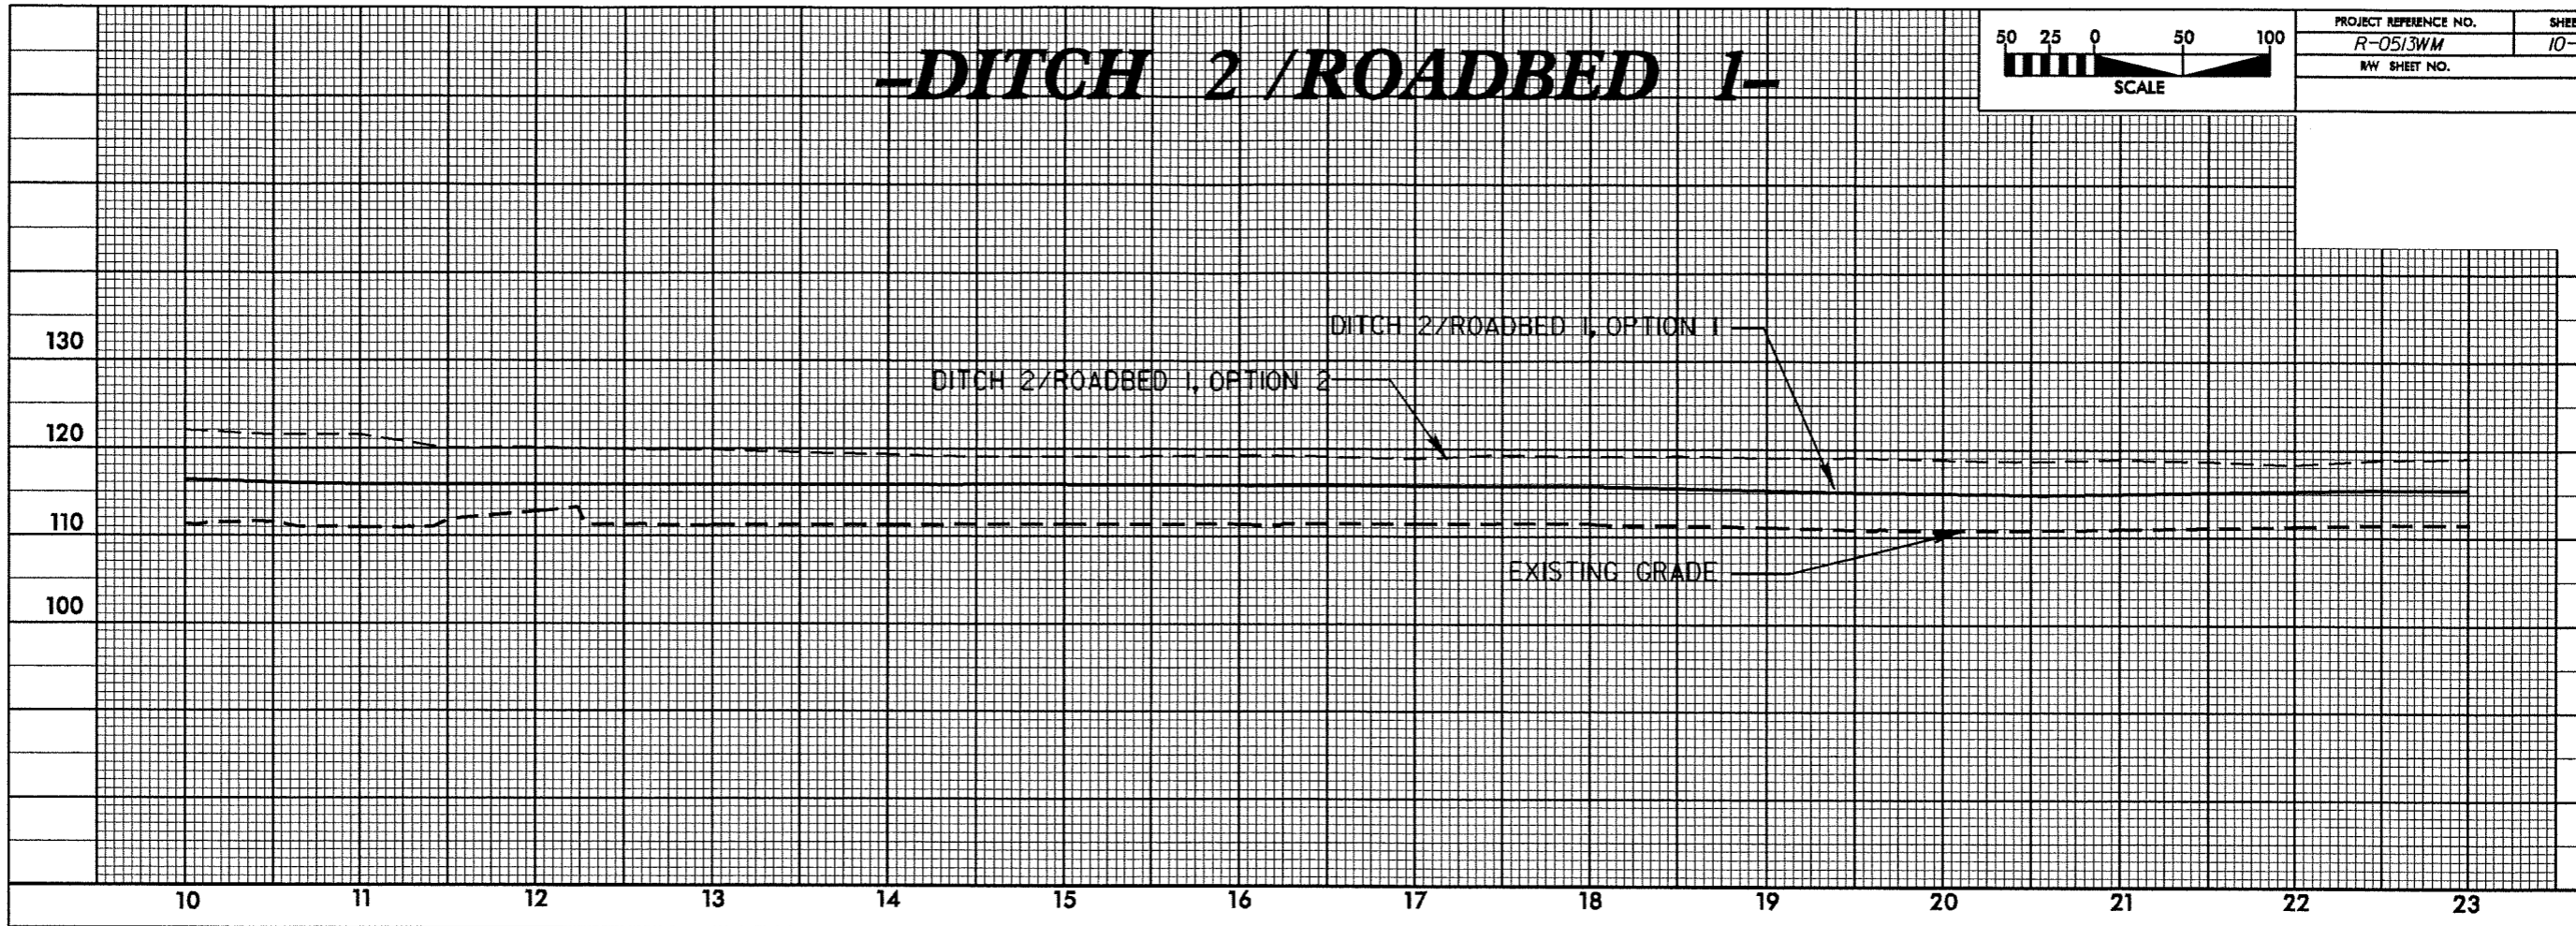 -DITCH 2 /ROADBED 1-
50 25 0 50 100
SCALE
PROJECT REFERENCE NO.
R-0513WM
RW SHEET NO.
10-
130
120
110
100
DITCH 2/ROADBED 1, OPTION 1
DITCH 2/ROADBED 1, OPTION 2
EXISTING GRADE
10 11 12 13 14 15 16 17 18 19 20 21 22 23